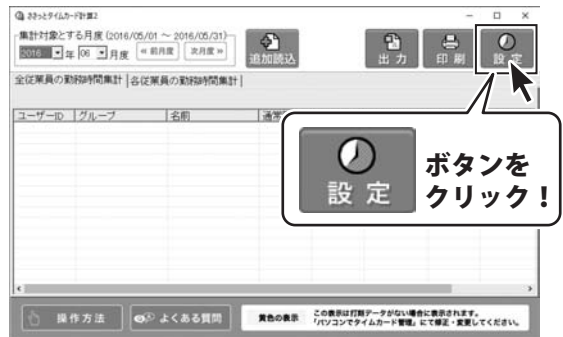 さきっとタイムカード計算2
集計対象とする月度 (2016/05/01 ~ 2016/05/31)
2016 年 06 月度 ≪前月度 次月度≫
追加読込
出 力
印 刷
設 定
全従業員の勤務時間集計 各従業員の勤務時間集計
ユーザーID グループ 名前 通常
設 定
ボタンを
クリック!
操作方法
よくある質問
黄色の表示
この表示は打刻データがない場合に表示されます。
「パソコンでタイムカード管理」にて修正・変更してください。